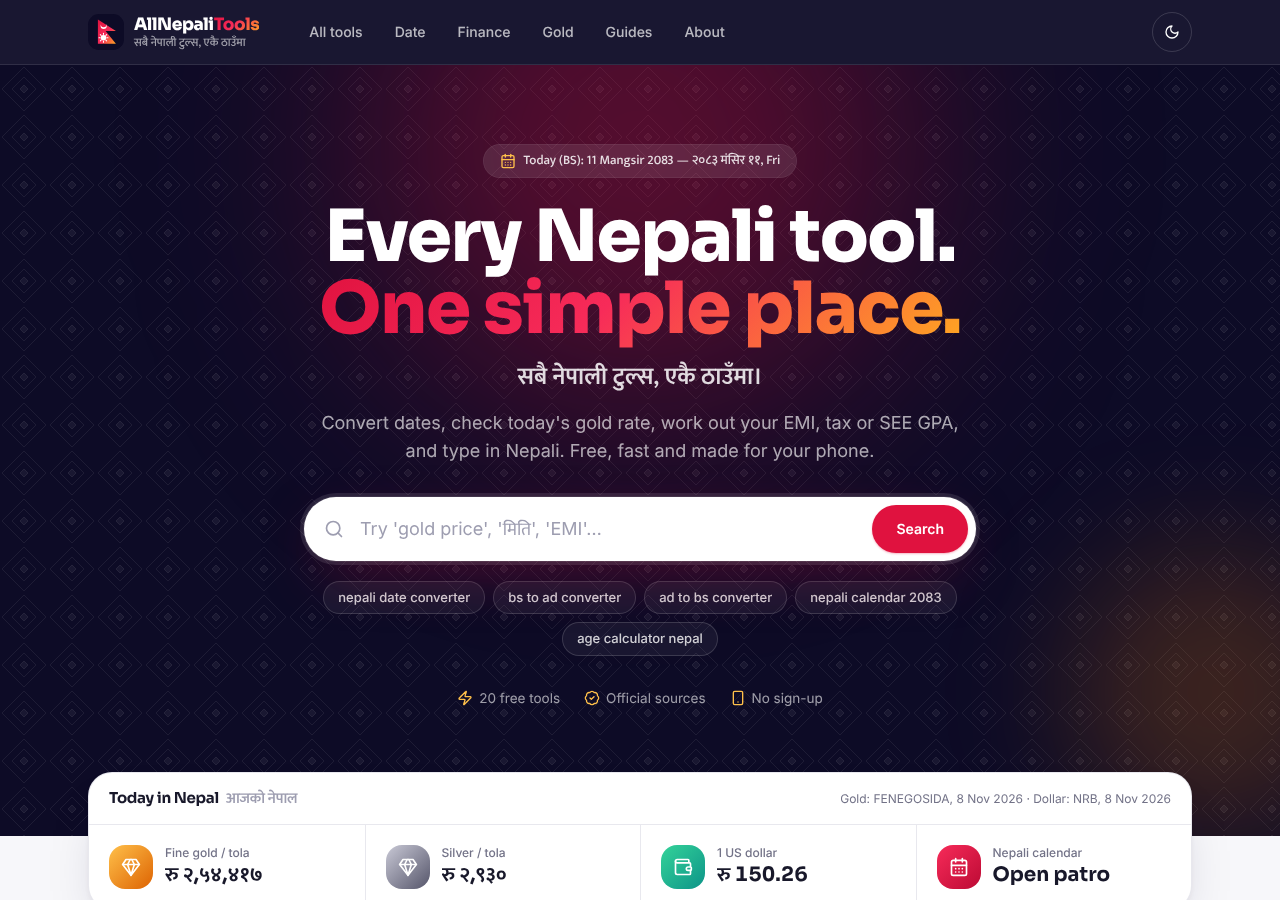 AllNepaliTools
सबै नेपाली टुल्स, एकै ठाउँमा
All tools
Date
Finance
Gold
Guides
About
Today (BS): 11 Mangsir 2083 — २०८३ मंसिर ११, Fri
Every Nepali tool.
One simple place.
सबै नेपाली टुल्स, एकै ठाउँमा।
Convert dates, check today's gold rate, work out your EMI, tax or SEE GPA,
and type in Nepali. Free, fast and made for your phone.
Try 'gold price', 'मिति', 'EMI'...
Search
nepali date converter
bs to ad converter
ad to bs converter
nepali calendar 2083
age calculator nepal
20 free tools
Official sources
No sign-up
Today in Nepal आजको नेपाल
Gold: FENEGOSIDA, 8 Nov 2026 · Dollar: NRB, 8 Nov 2026
Fine gold / tola
रु २,५४,४१७
Silver / tola
रु २,९३०
1 US dollar
रु 150.26
Nepali calendar
Open patro